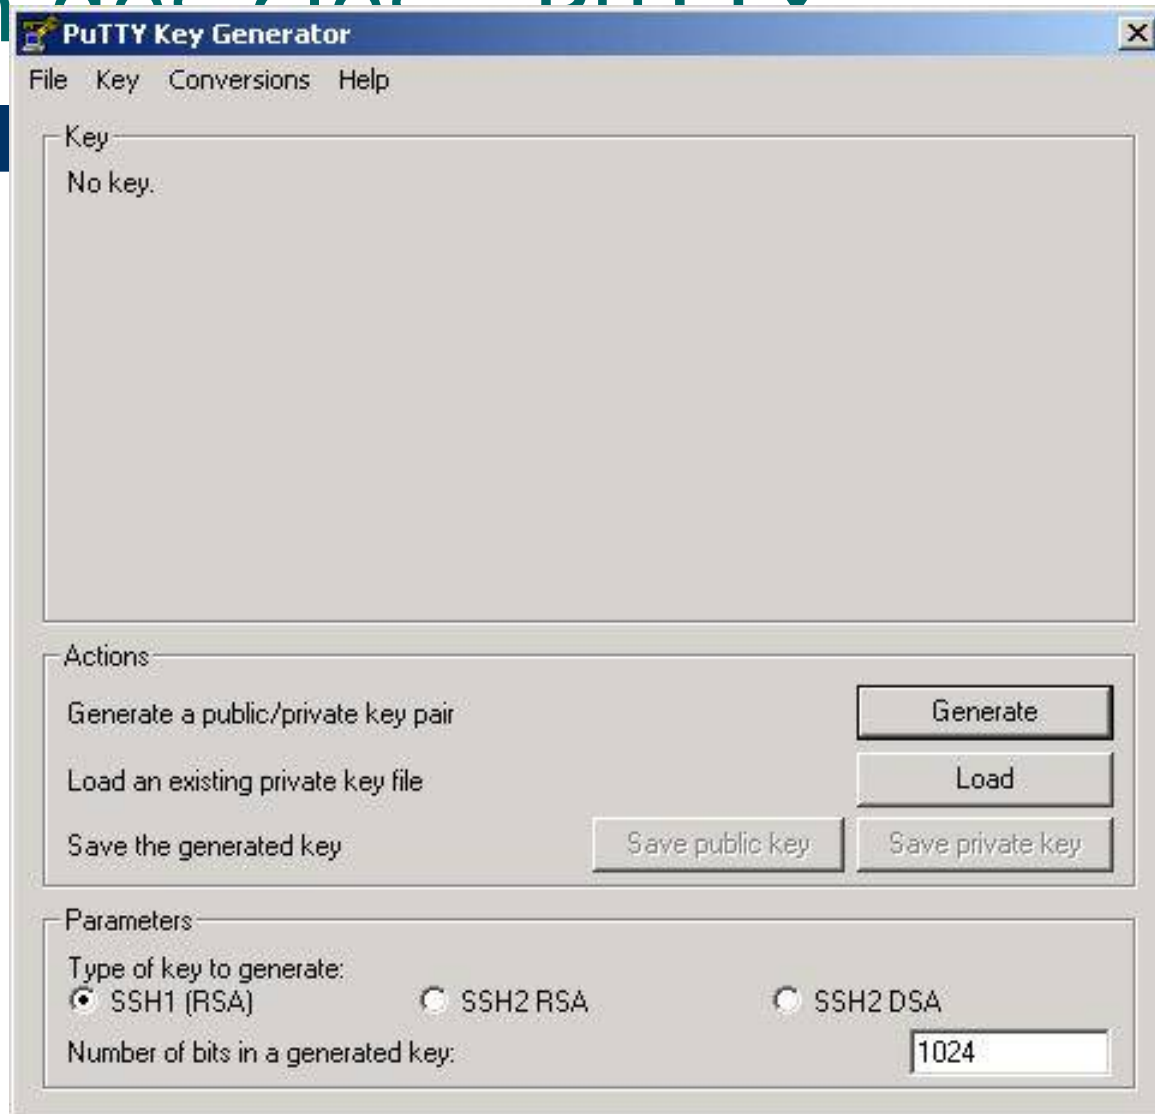 PuTTY Key Generator
File Key Conversions Help
Key
No key.
Actions
Generate a public/private key pair Generate
Load an existing private key file Load
Save the generated key Save public key Save private key
Parameters
Type of key to generate:
SSH1 (RSA) SSH2 RSA SSH2 DSA
Number of bits in a generated key: 1024